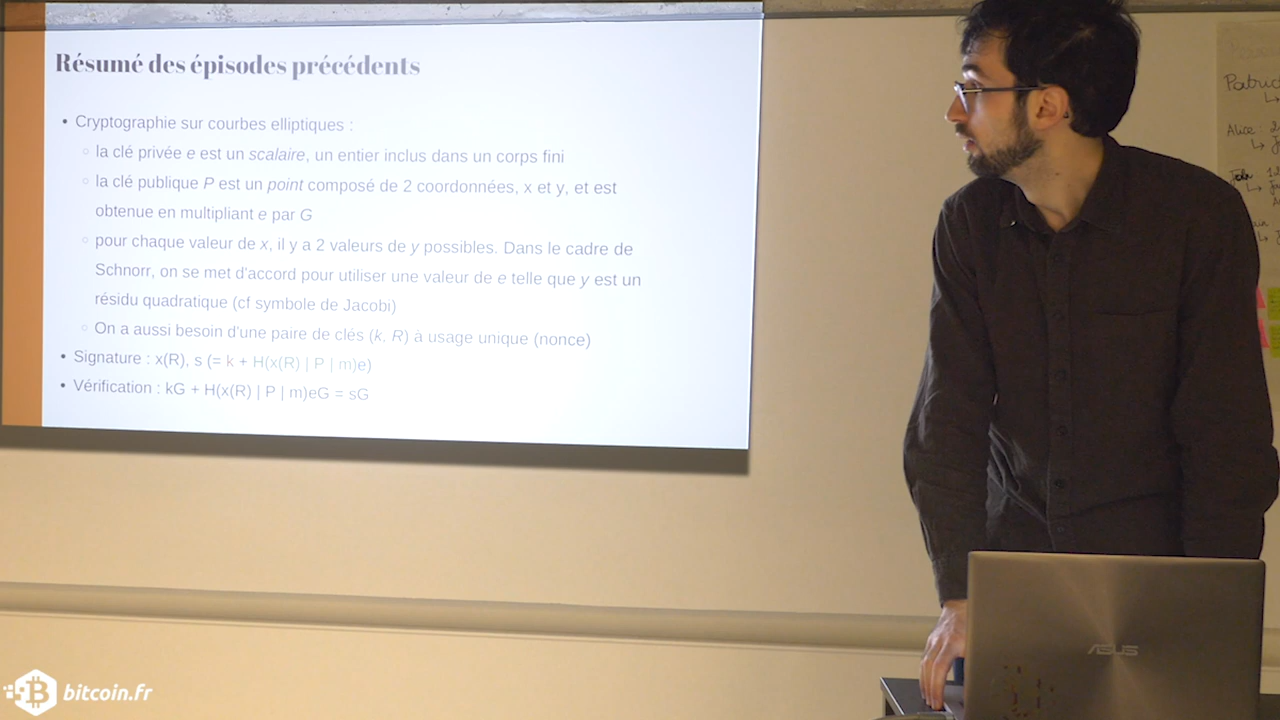 Résumé des épisodes précédents
• Cryptographie sur courbes elliptiques :
○ la clé privée e est un scalaire, un entier inclus dans un corps fini
○ la clé publique P est un point composé de 2 coordonnées, x et y, et est
obtenue en multipliant e par G
○ pour chaque valeur de x, il y a 2 valeurs de y possibles. Dans le cadre de
Schnorr, on se met d'accord pour utiliser une valeur de e telle que y est un
résidu quadratique (cf symbole de Jacobi)
○ On a aussi besoin d'une paire de clés (k, R) à usage unique (nonce)
• Signature : x(R), s (= k + H(x(R) | P | m)e)
• Vérification : kG + H(x(R) | P | m)eG = sG
Alice :
John
ASUS
bitcoin.fr